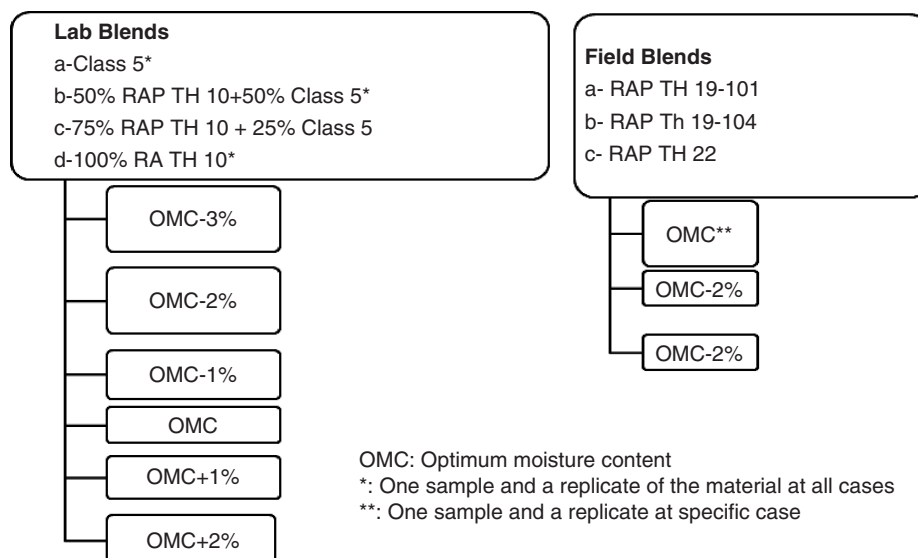 Lab Blends
a-Class 5*
b-50% RAP TH 10+50% Class 5*
c-75% RAP TH 10 + 25% Class 5
d-100% RA TH 10*
OMC-3%
OMC-2%
OMC-1%
OMC
OMC+1%
OMC+2%
Field Blends
a- RAP TH 19-101
b- RAP Th 19-104
c- RAP TH 22
OMC**
OMC-2%
OMC-2%
OMC: Optimum moisture content
*: One sample and a replicate of the material at all cases
**: One sample and a replicate at specific case